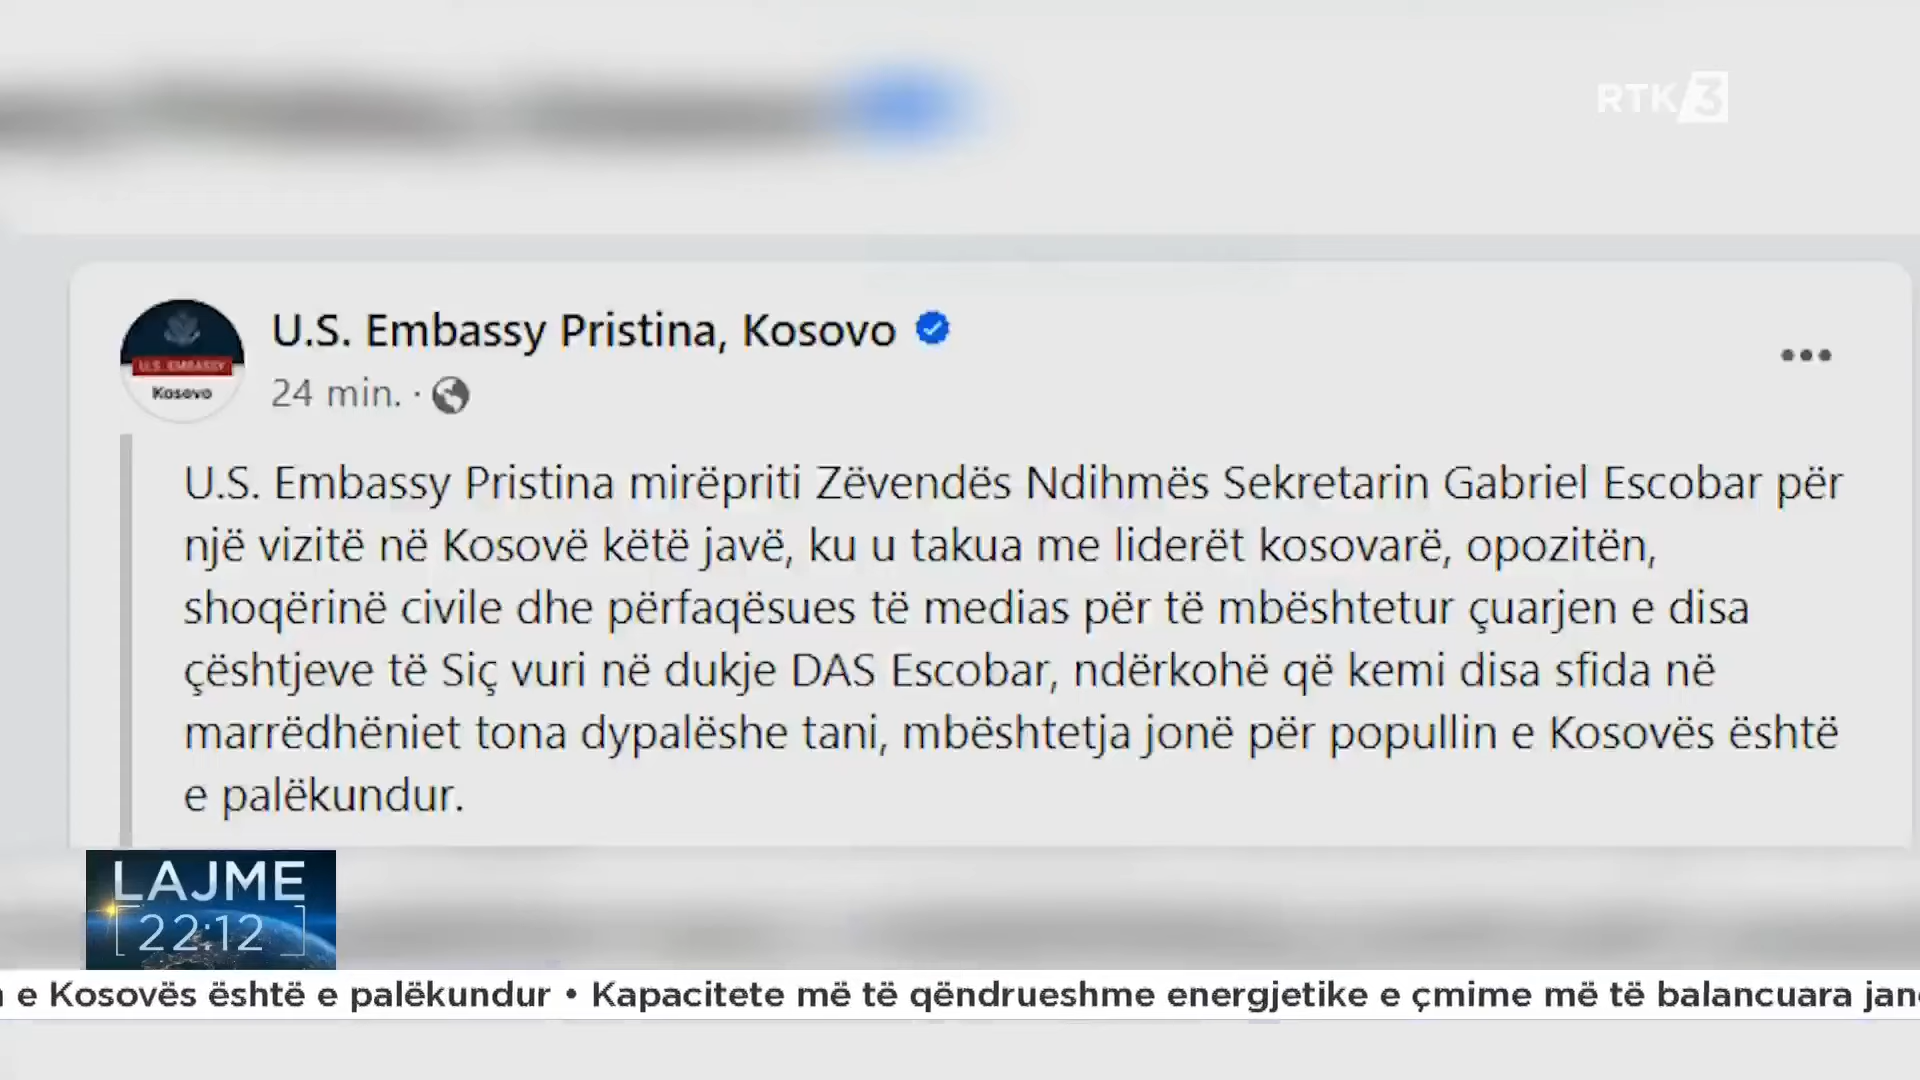 RTK 3
U.S. Embassy Pristina, Kosovo
U.S. EMBASSY
Kosovo
24 min. ·
U.S. Embassy Pristina mirëpriti Zëvendës Ndihmës Sekretarin Gabriel Escobar për
një vizitë në Kosovë këtë javë, ku u takua me liderët kosovarë, opozitën,
shoqërinë civile dhe përfaqësues të medias për të mbështetur çuarjen e disa
çështjeve të Siç vuri në dukje DAS Escobar, ndërkohë që kemi disa sfida në
marrëdhëniet tona dypalëshe tani, mbështetja jonë për popullin e Kosovës është
e palëkundur.
LAJME
22:12
e Kosovës është e palëkundur • Kapacitete më të qëndrueshme energjetike e çmime më të balancuara